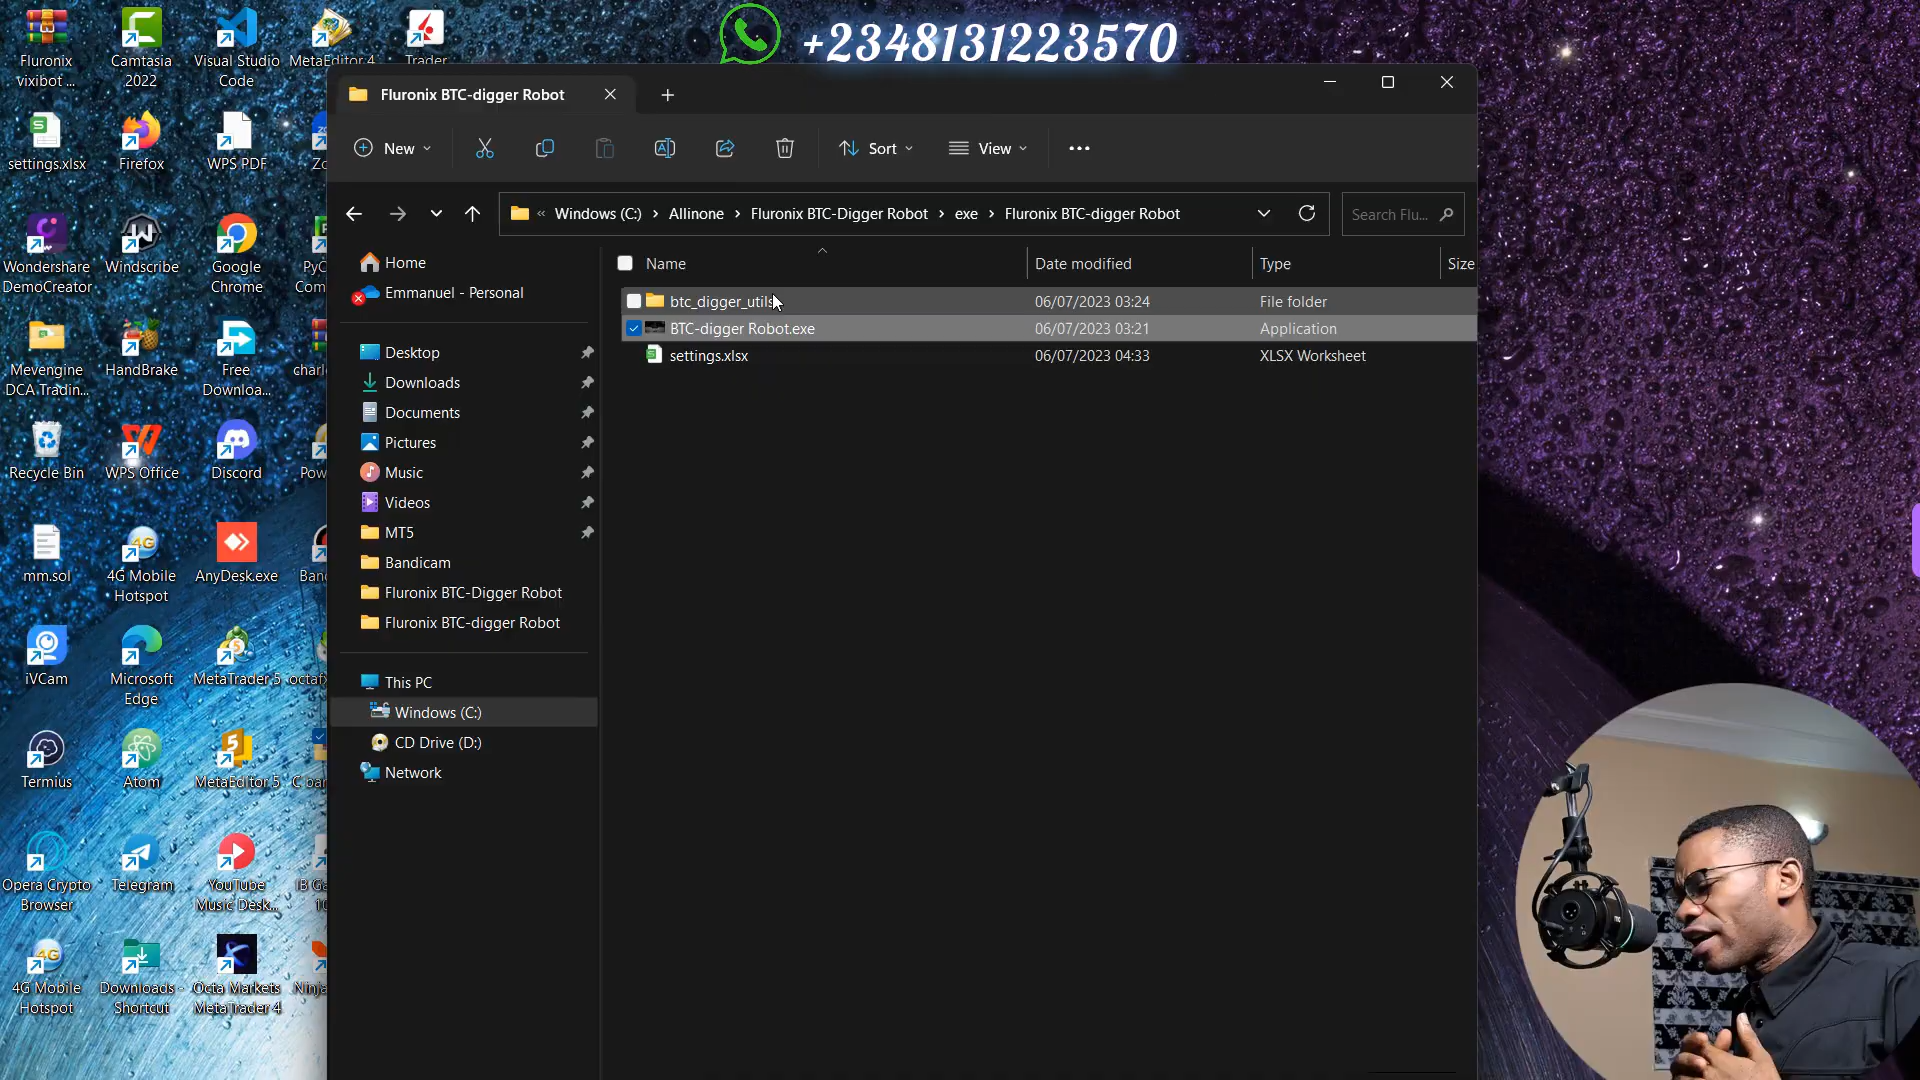 +2348131223570
Fluronix
vixibot ...
Camtasia
2022
Visual Studio
Code
MetaEditor 4
Trader
settings.xlsx
Firefox
WPS PDF
Wondershare
DemoCreator
Windscribe
Google
Chrome
Mevengine
DCA Tradin...
HandBrake
Free
Downloa...
Recycle Bin
WPS Office
Discord
mm.sol
4G Mobile
Hotspot
AnyDesk.exe
iVCam
Microsoft
Edge
MetaTrader 5
Termius
Atom
MetaEditor 5
Opera Crypto
Browser
Telegram
YouTube
Music Desk...
4G Mobile
Hotspot
Downloads -
Shortcut
Octa Markets
MetaTrader 4
Fluronix BTC-digger Robot
New
Sort
View
Windows (C:) > Allinone > Fluronix BTC-Digger Robot > exe > Fluronix BTC-digger Robot
Search Flu...
Home
Emmanuel - Personal
Desktop
Downloads
Documents
Pictures
Music
Videos
MT5
Bandicam
Fluronix BTC-Digger Robot
Fluronix BTC-digger Robot
This PC
Windows (C:)
CD Drive (D:)
Network
Name Date modified Type Size
btc_digger_utils 06/07/2023 03:24 File folder
BTC-digger Robot.exe 06/07/2023 03:21 Application
settings.xlsx 06/07/2023 04:33 XLSX Worksheet